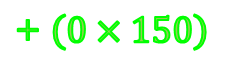 + (0 × 150)